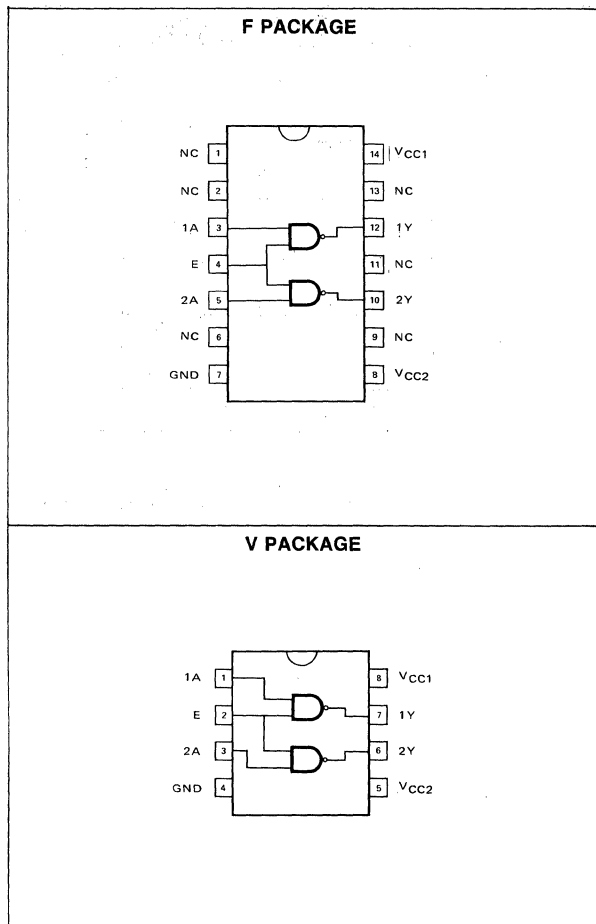 F PACKAGE
NC 1 14 VCC1
NC 2 13 NC
1A 3 12 1Y
E 4 11 NC
2A 5 10 2Y
NC 6 9 NC
GND 7 8 VCC2
V PACKAGE
1A 1 8 VCC1
E 2 7 1Y
2A 3 6 2Y
GND 4 5 VCC2